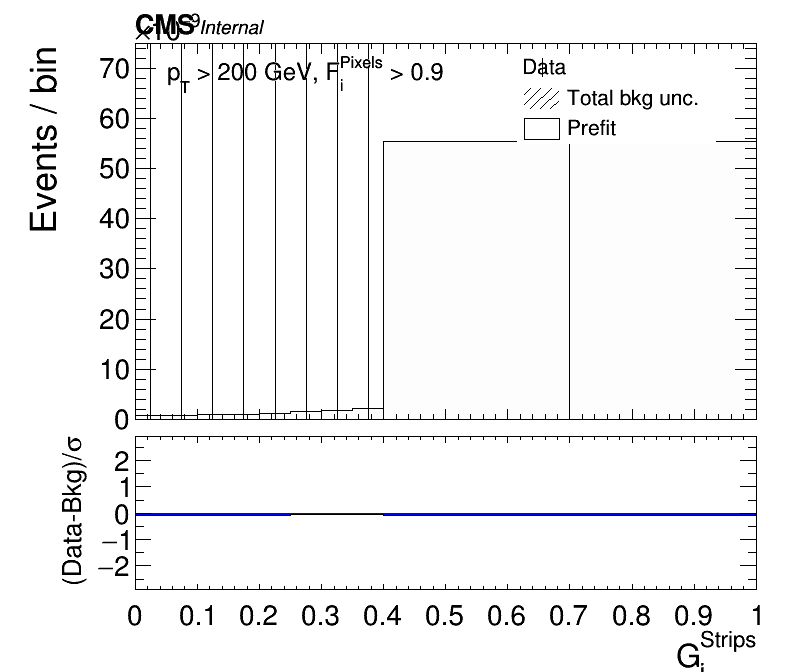 CMS Internal
×10⁻⁹
p_T > 200 GeV, F_i^Pixels > 0.9
Data
Total bkg unc.
Prefit
Events / bin
70
60
50
40
30
20
10
0
(Data-Bkg)/σ
2
1
0
−1
−2
0 0.1 0.2 0.3 0.4 0.5 0.6 0.7 0.8 0.9 1
G_i^Strips